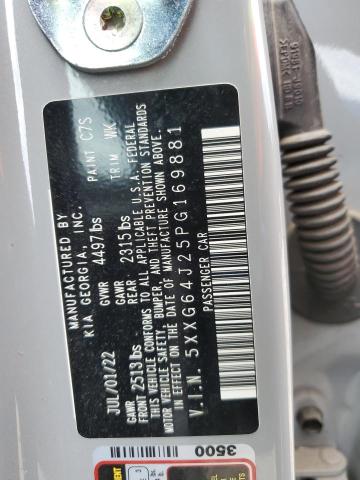 MANUFACTURED BY
KIA GEORGIA, INC.
JUL/01/22 GVWR 4497 lbs PAINT C7S
GAWR FRONT 2513 lbs GAWR REAR 2315 lbs TRIM WK
THIS VEHICLE CONFORMS TO ALL APPLICABLE U.S.A. FEDERAL
MOTOR VEHICLE SAFETY, BUMPER, AND THEFT PREVENTION STANDARDS
IN EFFECT ON THE DATE OF MANUFACTURE SHOWN ABOVE.
V.I.N. 5XXG64J25PG169881
PASSENGER CAR
3500